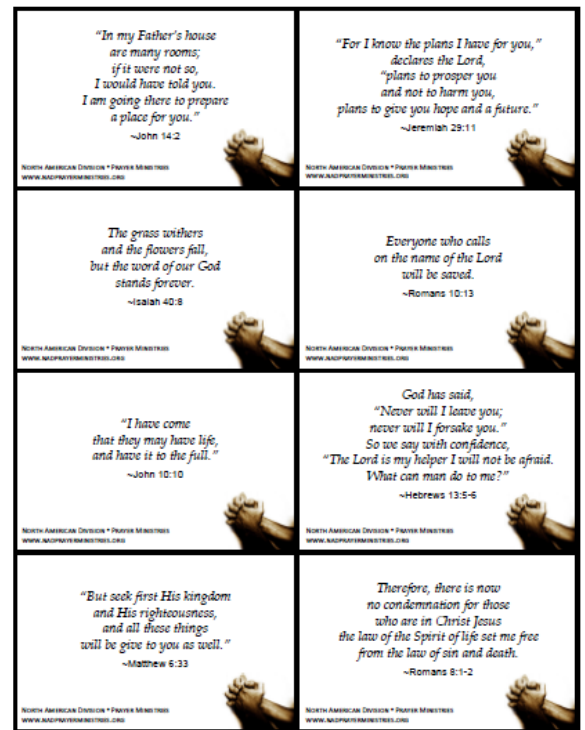 “In my Father’s house
are many rooms;
if it were not so,
I would have told you.
I am going there to prepare
a place for you.”
~John 14:2
North American Division * Prayer Ministries
www.nadprayerministries.org
“For I know the plans I have for you,”
declares the Lord,
“plans to prosper you
and not to harm you,
plans to give you hope and a future.”
~Jeremiah 29:11
North American Division * Prayer Ministries
www.nadprayerministries.org
The grass withers
and the flowers fall,
but the word of our God
stands forever.
~Isaiah 40:8
North American Division * Prayer Ministries
www.nadprayerministries.org
Everyone who calls
on the name of the Lord
will be saved.
~Romans 10:13
North American Division * Prayer Ministries
www.nadprayerministries.org
“I have come
that they may have life,
and have it to the full.”
~John 10:10
North American Division * Prayer Ministries
www.nadprayerministries.org
God has said,
“Never will I leave you;
never will I forsake you.”
So we say with confidence,
“The Lord is my helper I will not be afraid.
What can man do to me?”
~Hebrews 13:5-6
North American Division * Prayer Ministries
www.nadprayerministries.org
“But seek first His kingdom
and His righteousness,
and all these things
will be give to you as well.”
~Matthew 6:33
North American Division * Prayer Ministries
www.nadprayerministries.org
Therefore, there is now
no condemnation for those
who are in Christ Jesus
the law of the Spirit of life set me free
from the law of sin and death.
~Romans 8:1-2
North American Division * Prayer Ministries
www.nadprayerministries.org